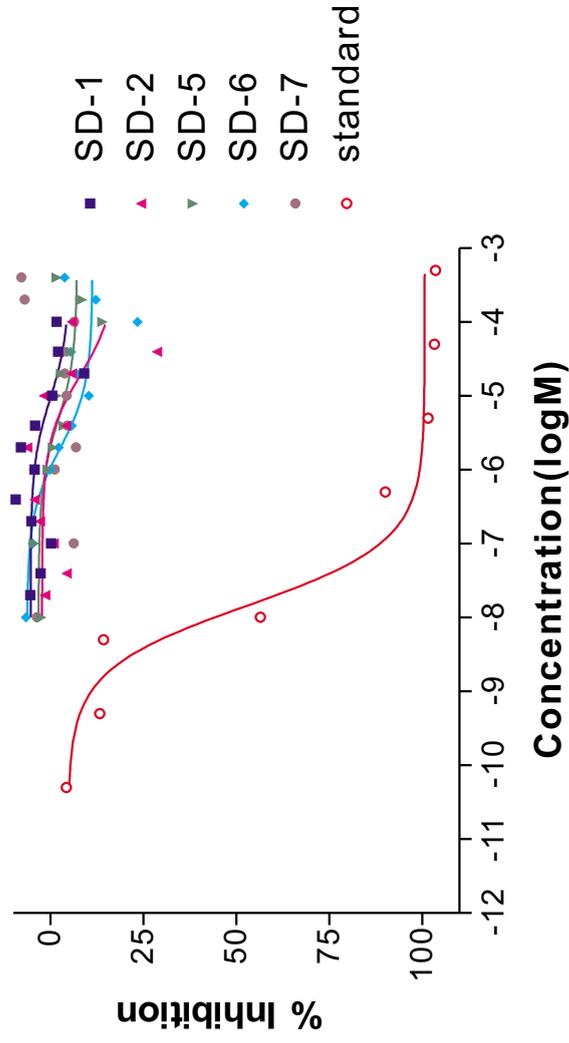 SD-1
SD-2
SD-5
SD-6
SD-7
standard
% Inhibition
0
25
50
75
100
-12
-11
-10
-9
-8
-7
-6
-5
-4
-3
Concentration(logM)